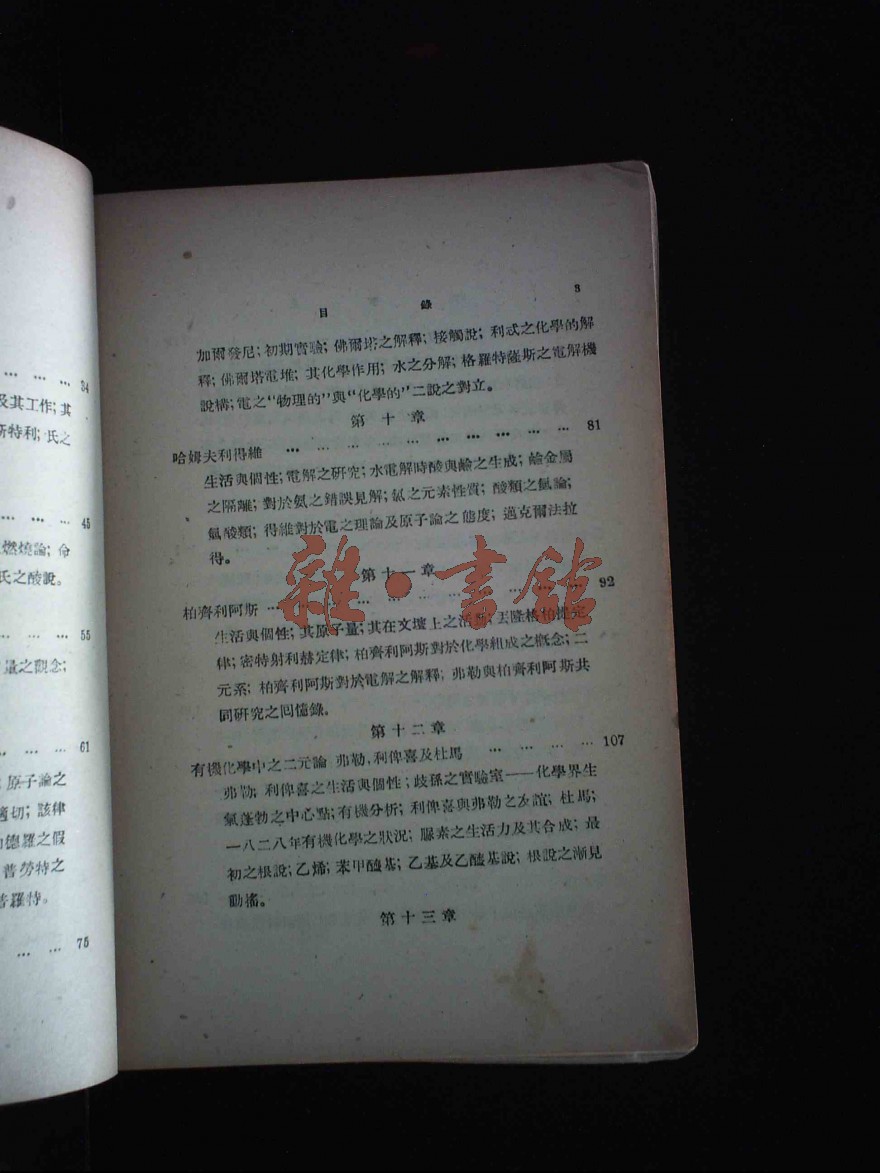 … … … 34
及其工作;其
斯特利;氏之
… … … 45
燃燒論;命
氏之酸說。
… … … 55
量之觀念;
… … … 61
原子論之
適切;該律
德羅之假
普勞特之
普羅特。
… … 75
目 錄 3
加爾發尼;初期實驗;佛爾塔之解釋;接觸說;利忒之化學的解
釋;佛爾塔電堆;其化學作用;水之分解;格羅特薩斯之電解機
說構;電之“物理的”與“化學的”二說之對立。
第十章
哈姆夫利得維 … … … … … … … … … … 81
生活與個性;電解之研究;水電解時酸與鹼之生成;鹼金屬
之隔離;對於氨之錯誤見解;氯之元素性質;酸類之氫論;
氫酸類;得維對於電之理論及原子論之態度;邁克爾法拉
得。
第十一章
雜·書館
柏齊利阿斯 … … … … … … … … … … 92
生活與個性;其原子量;其在文壇上之活動;丟隆格柏提定
律;密特射利赫定律;柏齊利阿斯對於化學組成之概念;二
元系;柏齊利阿斯對於電解之解釋;弗勒與柏齊利阿斯共
同研究之回憶錄。
第十二章
有機化學中之二元論 弗勒,利俾喜及杜馬 … … … … 107
弗勒;利俾喜之生活與個性;歧孫之實驗室——化學界生
氣蓬勃之中心點;有機分析;利俾喜與弗勒之友誼;杜馬;
一八二八年有機化學之狀況;脲素之生活力及其合成;最
初之根說;乙烯;苯甲醯基;乙基及乙醯基說;根說之漸見
動搖。
第十三章